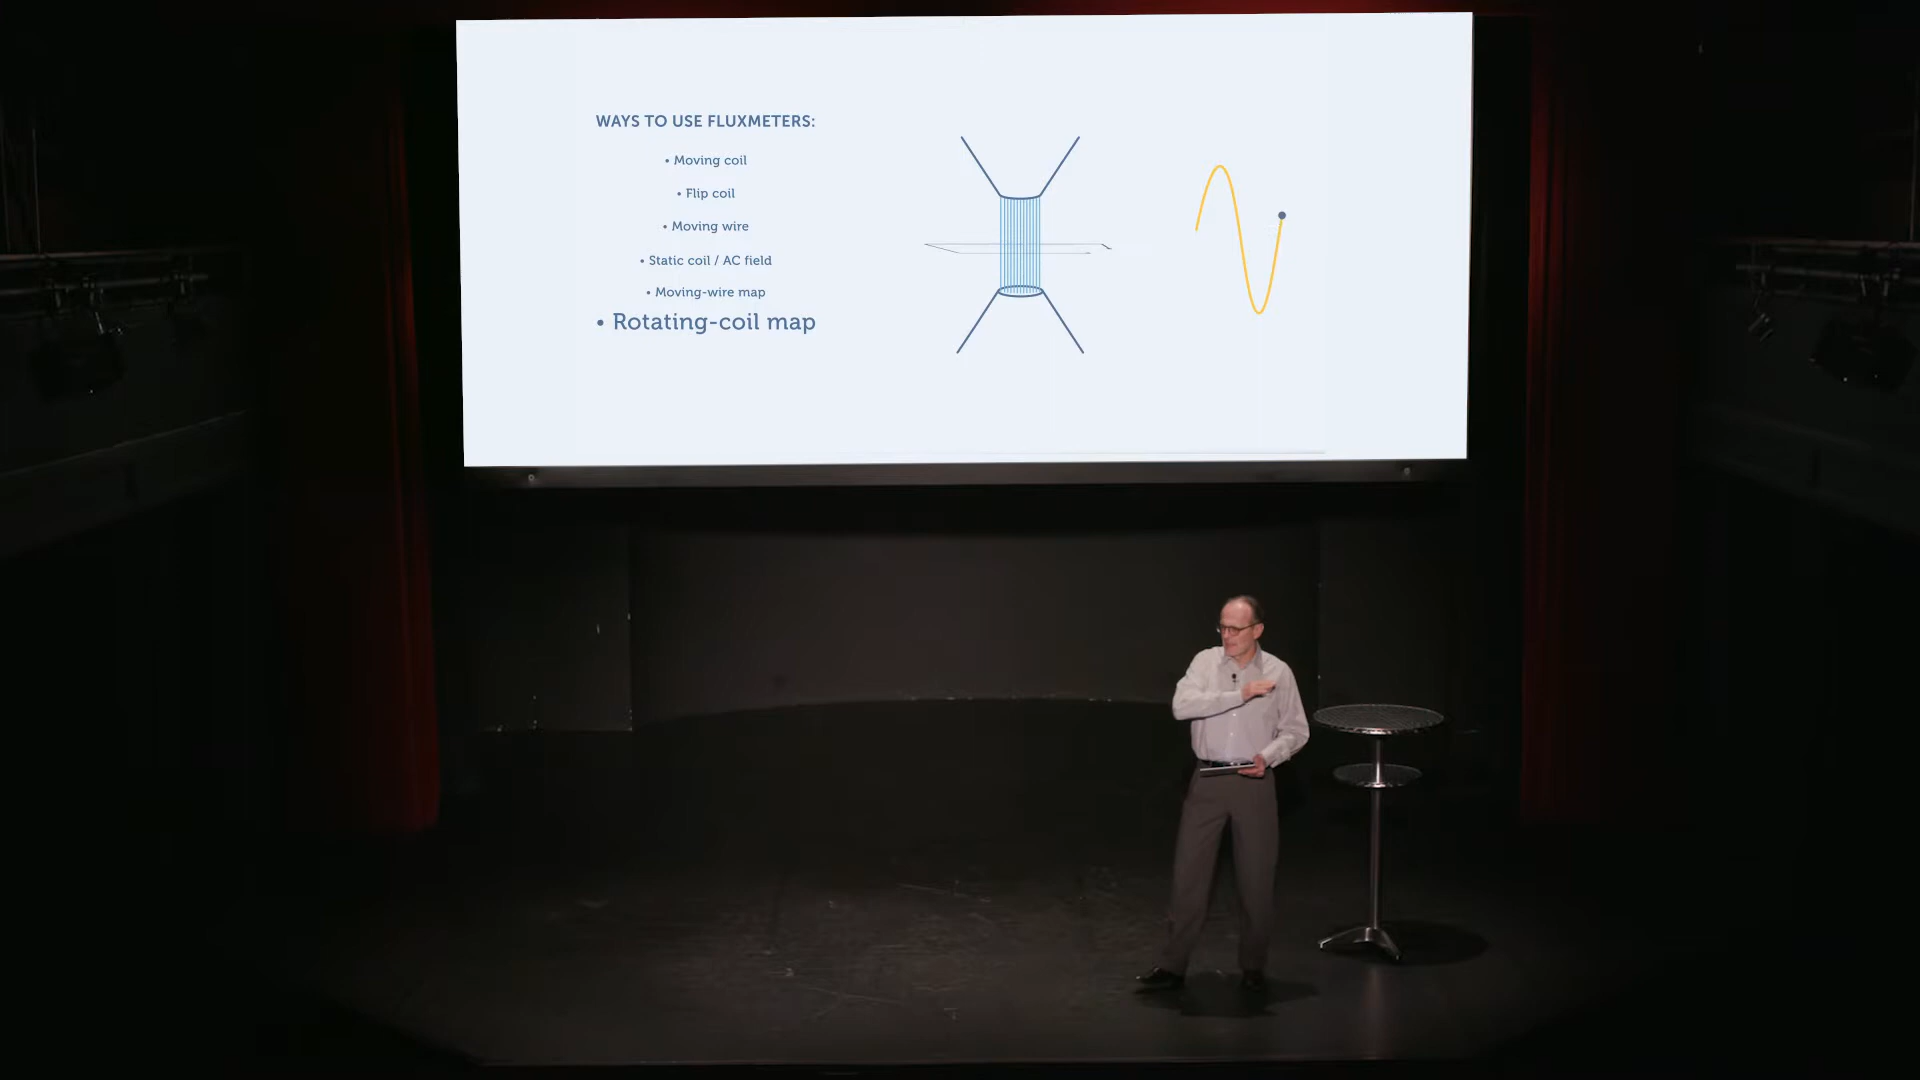 WAYS TO USE FLUXMETERS:
• Moving coil
• Flip coil
• Moving wire
• Static coil / AC field
• Moving-wire map
• Rotating-coil map